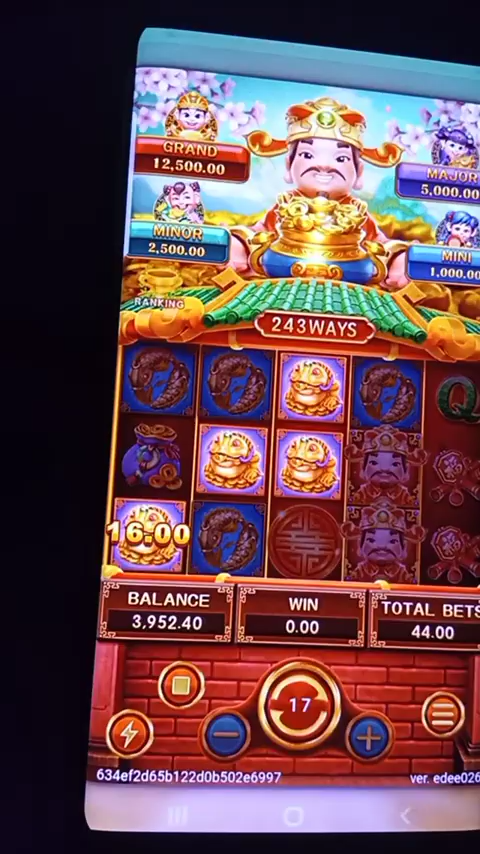 GRAND
12,500.00
MAJOR
5,000.00
MINOR
2,500.00
MINI
1,000.00
RANKING
243WAYS
Q
16.00
BALANCE
3,952.40
WIN
0.00
TOTAL BETS
44.00
17
634ef2d65b122d0b502e6997
ver. edee026